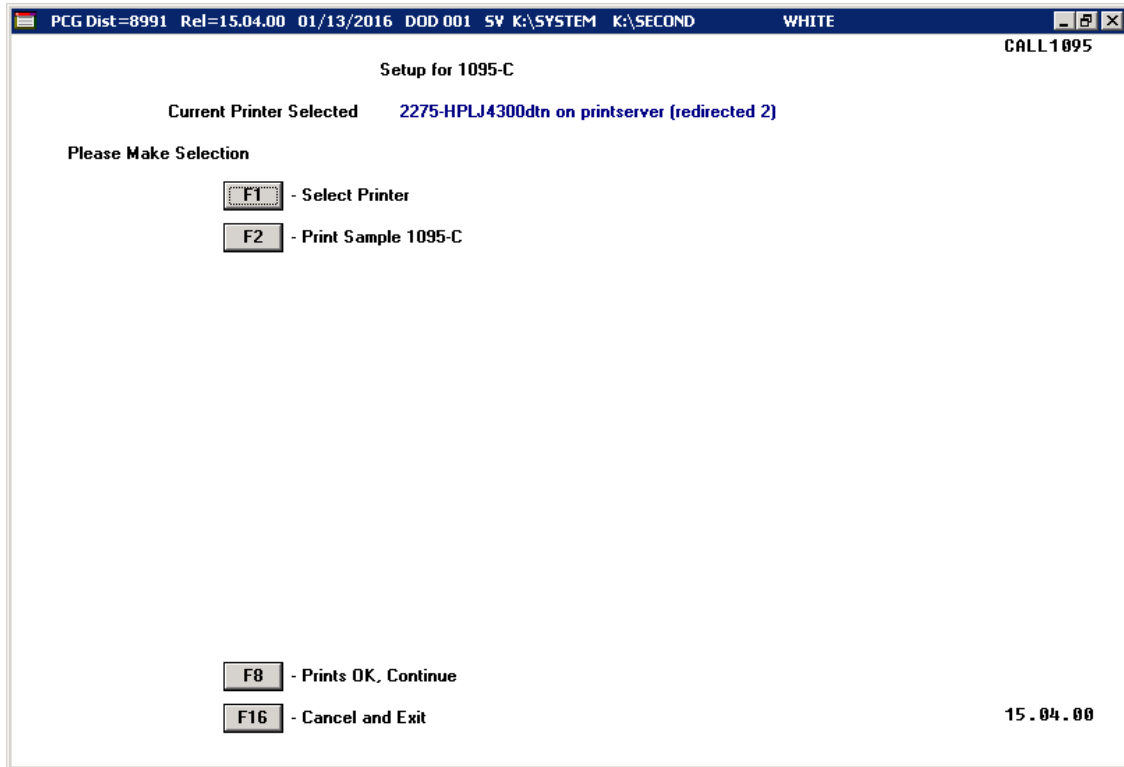 PCG Dist=8991 Rel=15.04.00 01/13/2016 DOD 001 SV K:\SYSTEM K:\SECOND WHITE
CALL1095
Setup for 1095-C
Current Printer Selected 2275-HPLJ4300dtn on printserver (redirected 2)
Please Make Selection
F1 - Select Printer
F2 - Print Sample 1095-C
F8 - Prints OK, Continue
F16 - Cancel and Exit
15.04.00